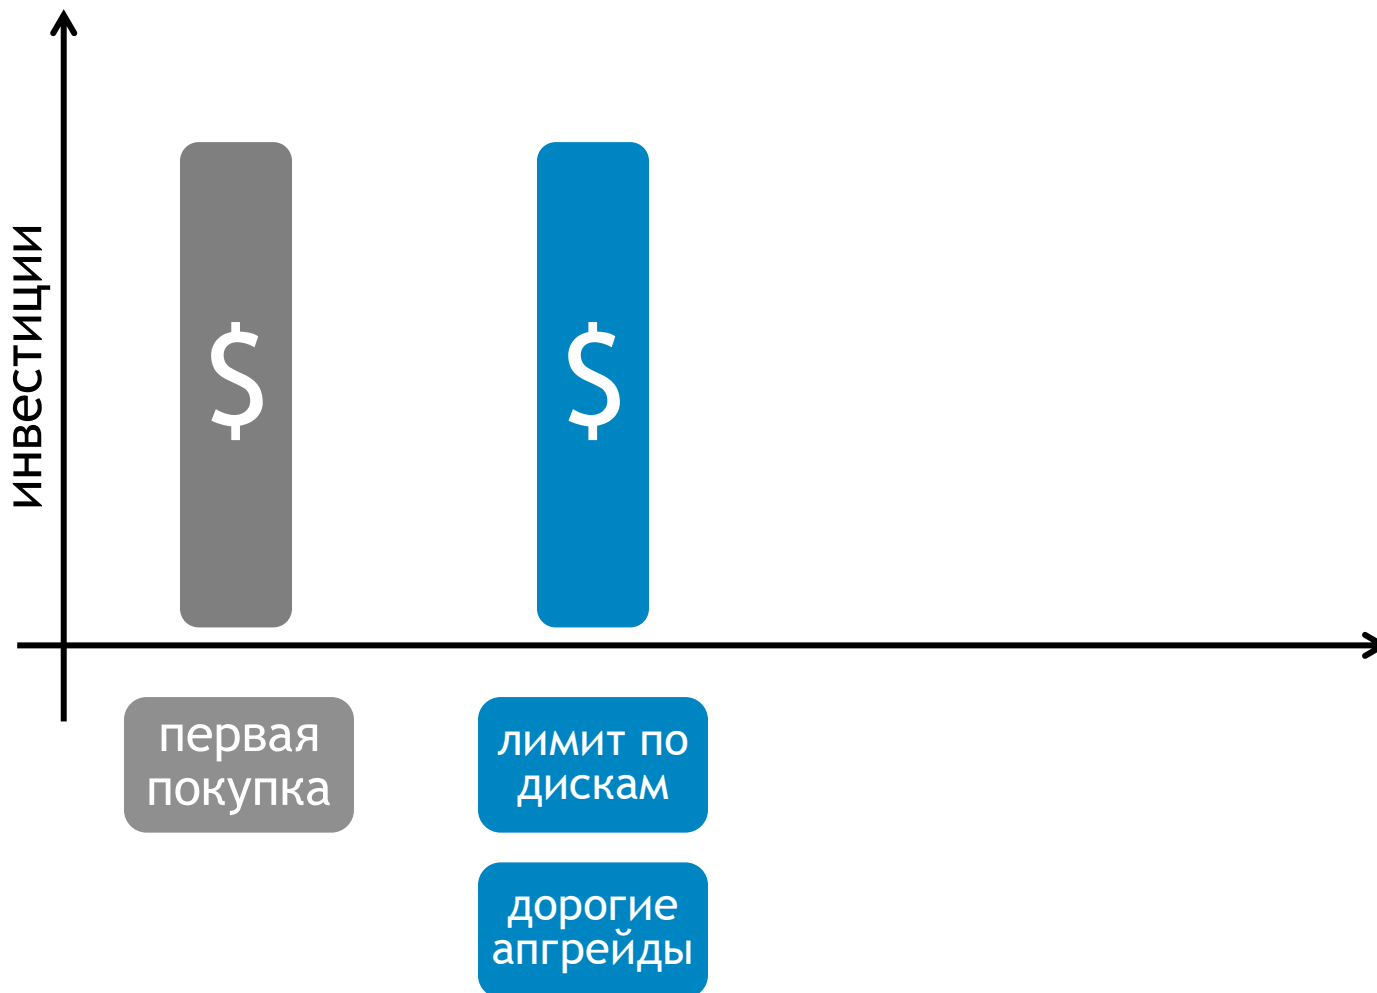 инвестиции
$
$
первая
покупка
лимит по
дискам
дорогие
апгрейды